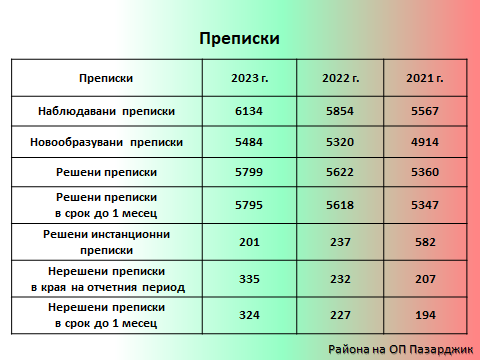 Преписки
Преписки 2023 г. 2022 г. 2021 г.
Наблюдавани преписки 6134 5854 5567
Новообразувани преписки 5484 5320 4914
Решени преписки 5799 5622 5360
Решени преписки
в срок до 1 месец 5795 5618 5347
Решени инстанционни
преписки 201 237 582
Нерешени преписки
в края на отчетния период 335 232 207
Нерешени преписки
в срок до 1 месец 324 227 194
Района на ОП Пазарджик